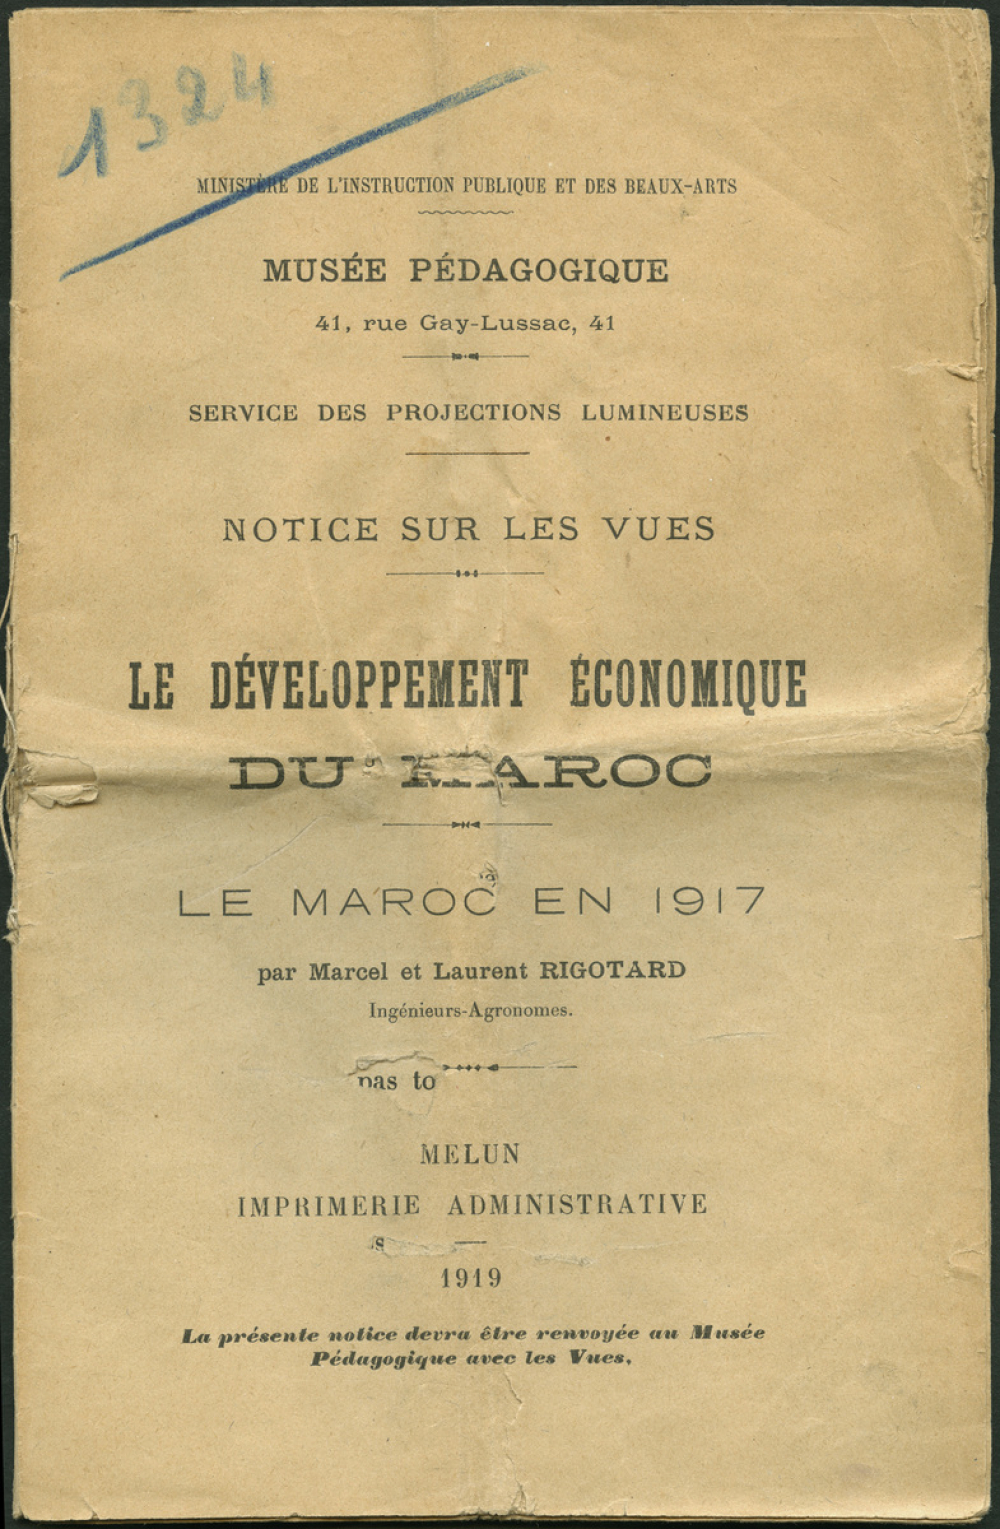 1324
MINISTÈRE DE L'INSTRUCTION PUBLIQUE ET DES BEAUX-ARTS
MUSÉE PÉDAGOGIQUE
41, rue Gay-Lussac, 41
SERVICE DES PROJECTIONS LUMINEUSES
NOTICE SUR LES VUES
LE DÉVELOPPEMENT ÉCONOMIQUE
DU MAROC
LE MAROC EN 1917
par Marcel et Laurent RIGOTARD
Ingénieurs-Agronomes.
pas to
MELUN
IMPRIMERIE ADMINISTRATIVE
s
1919
La présente notice devra être renvoyée au Musée
Pédagogique avec les Vues.